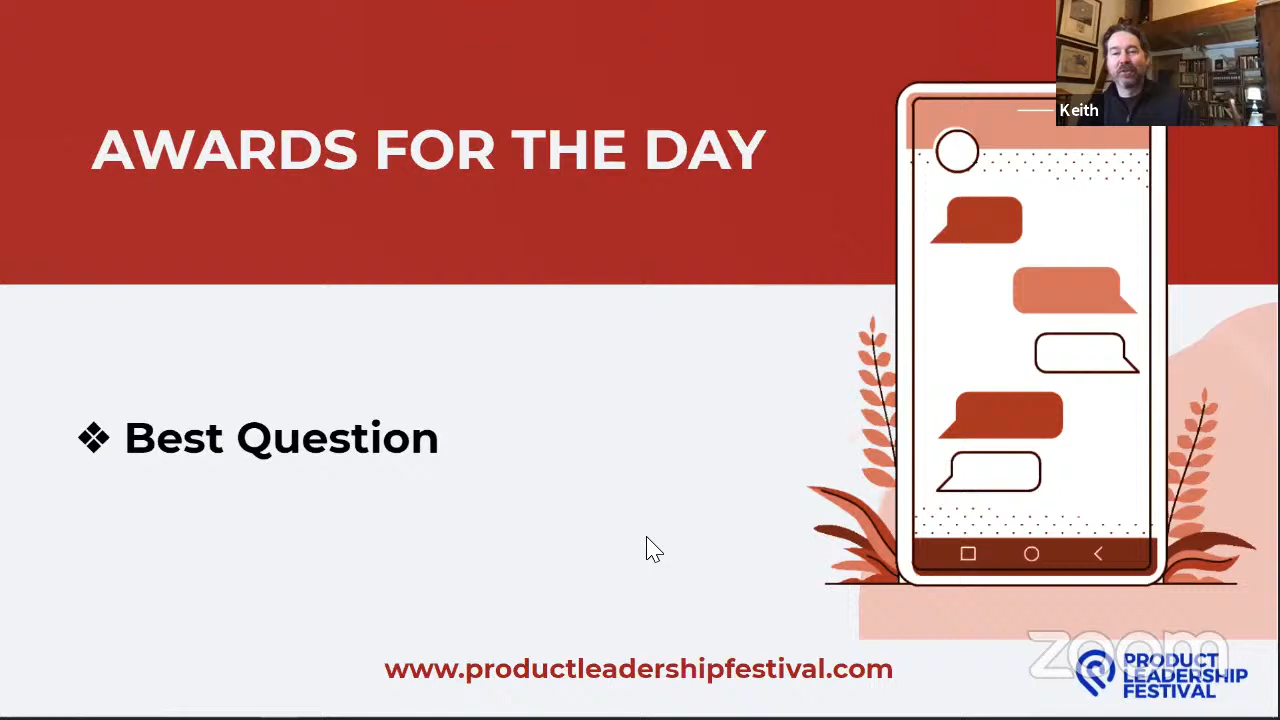 Keith
AWARDS FOR THE DAY
❖ Best Question
www.productleadershipfestival.com
zoom
PRODUCT
LEADERSHIP
FESTIVAL